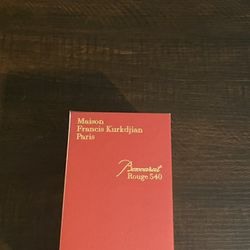 Maison
Francis Kurkdjian
Paris
Baccarat
Rouge 540